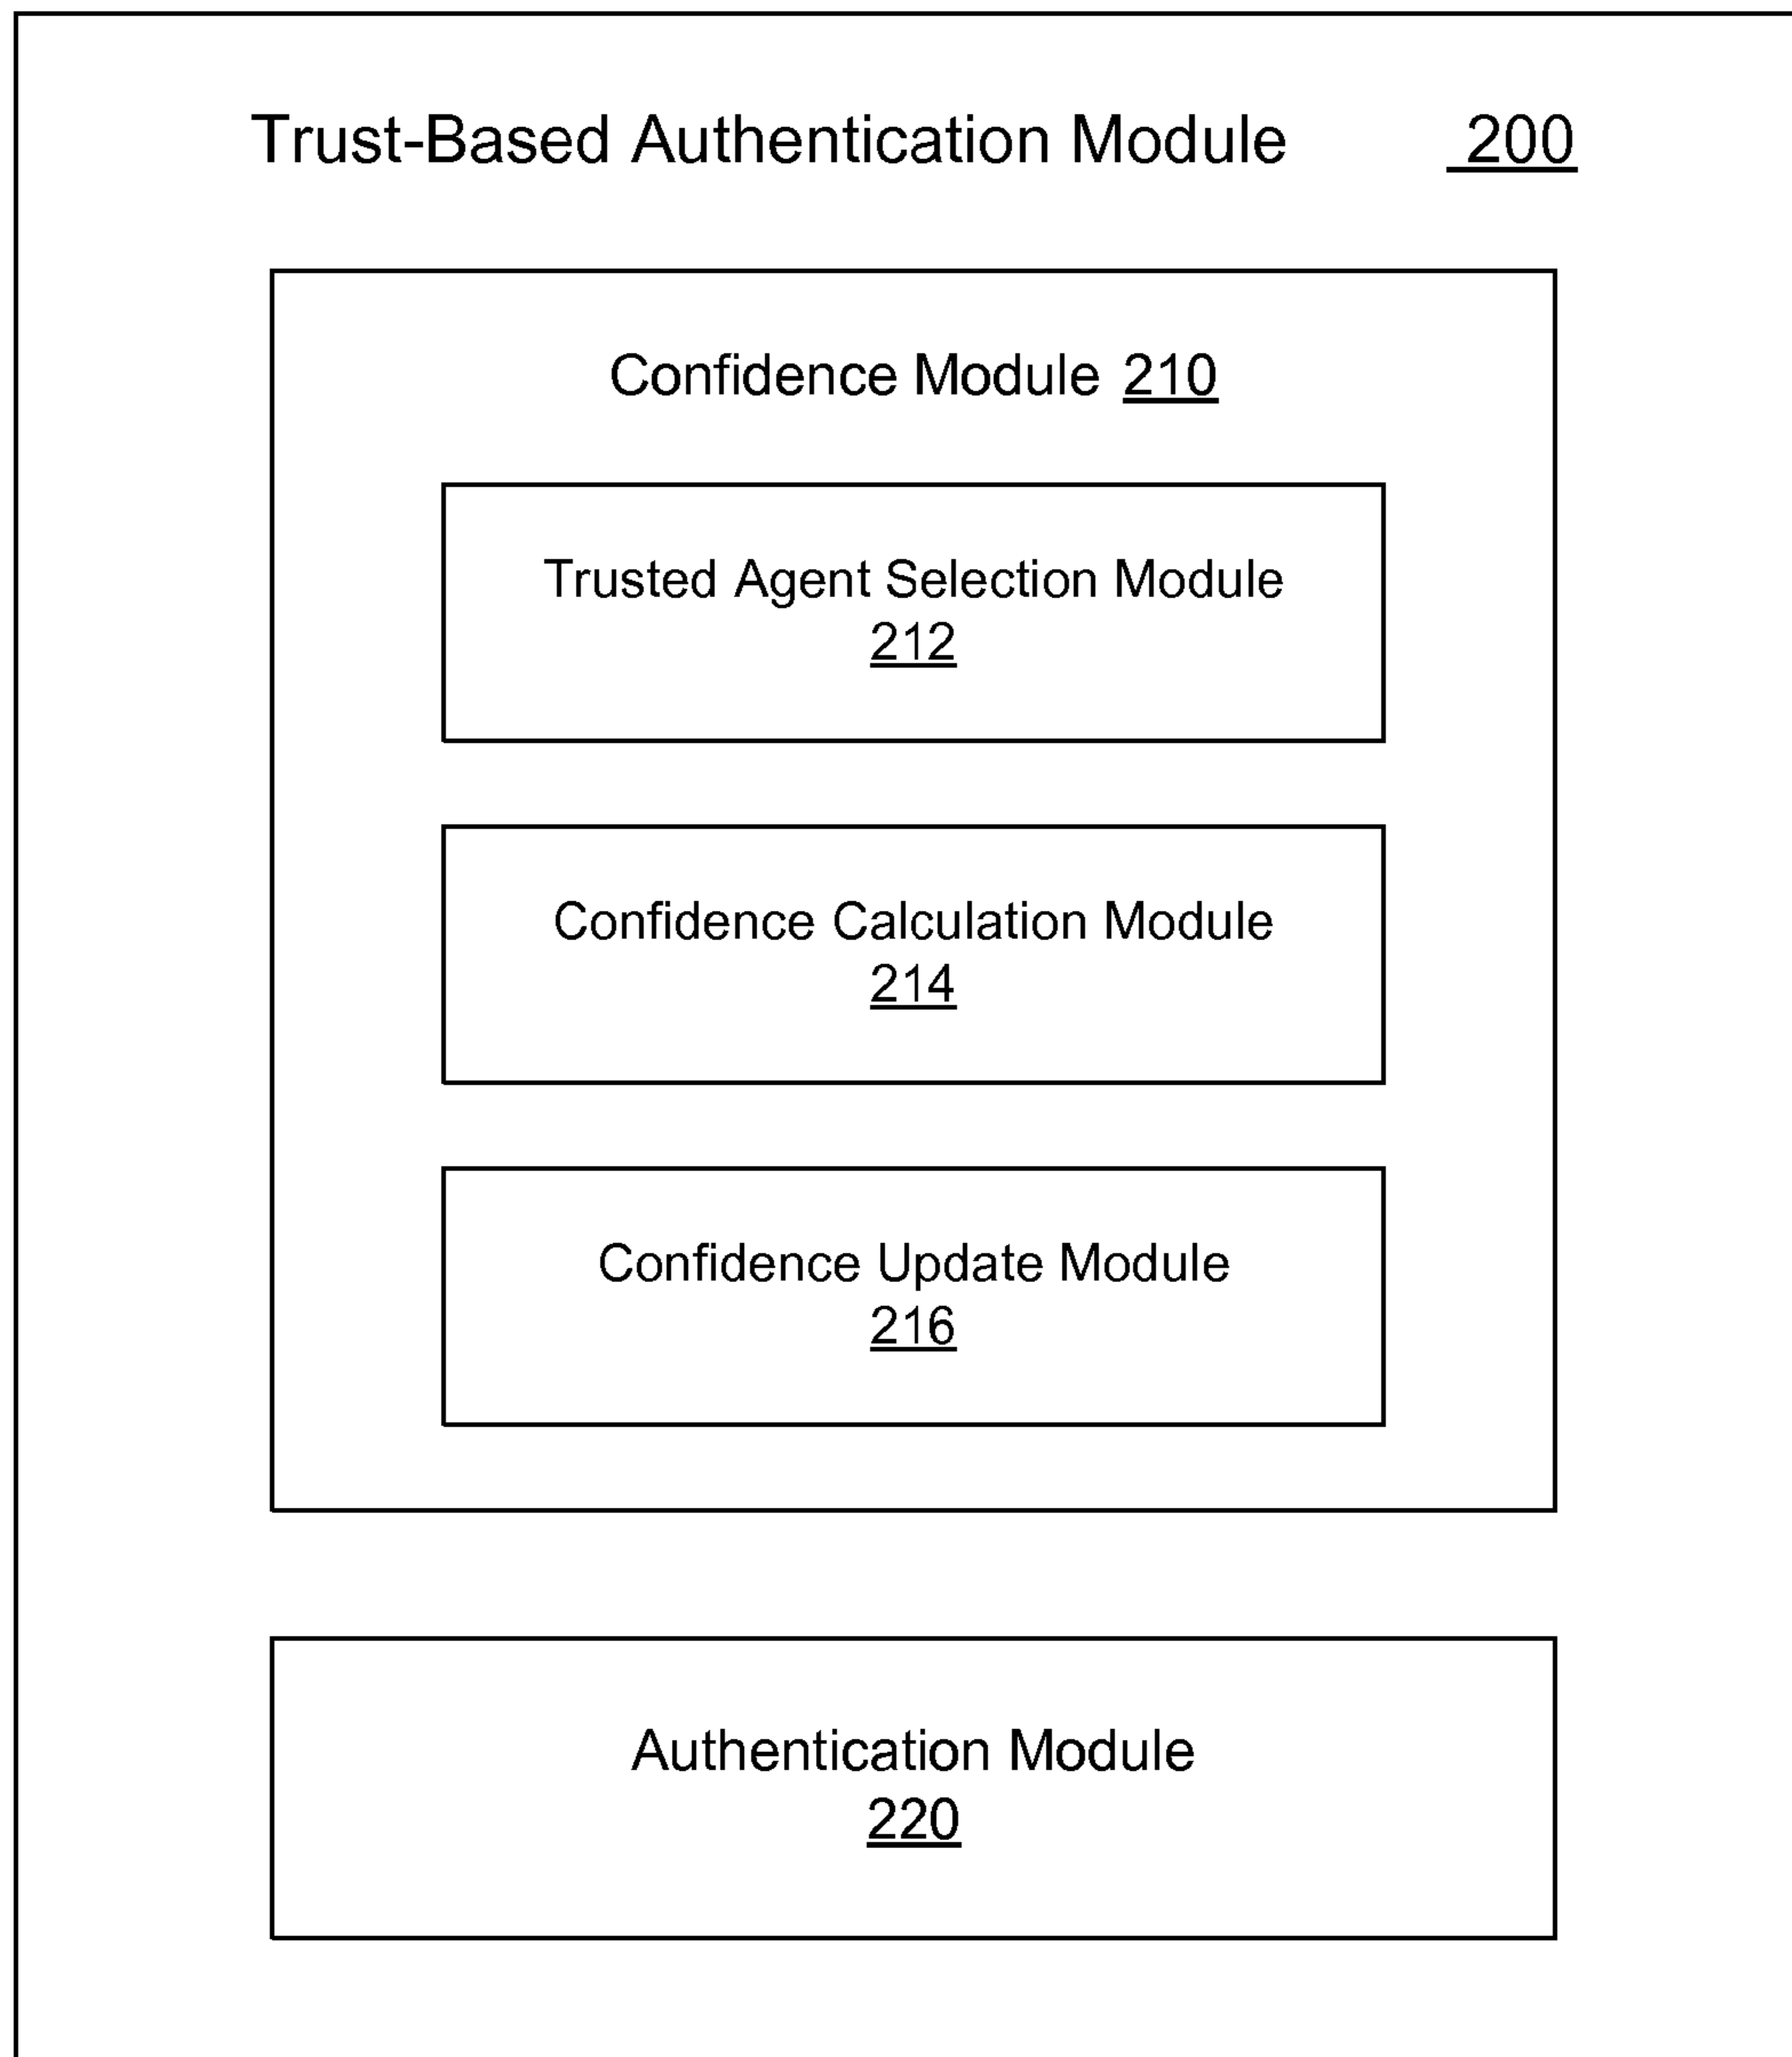 Trust-Based Authentication Module 200
Confidence Module 210
Trusted Agent Selection Module
212
Confidence Calculation Module
214
Confidence Update Module
216
Authentication Module
220